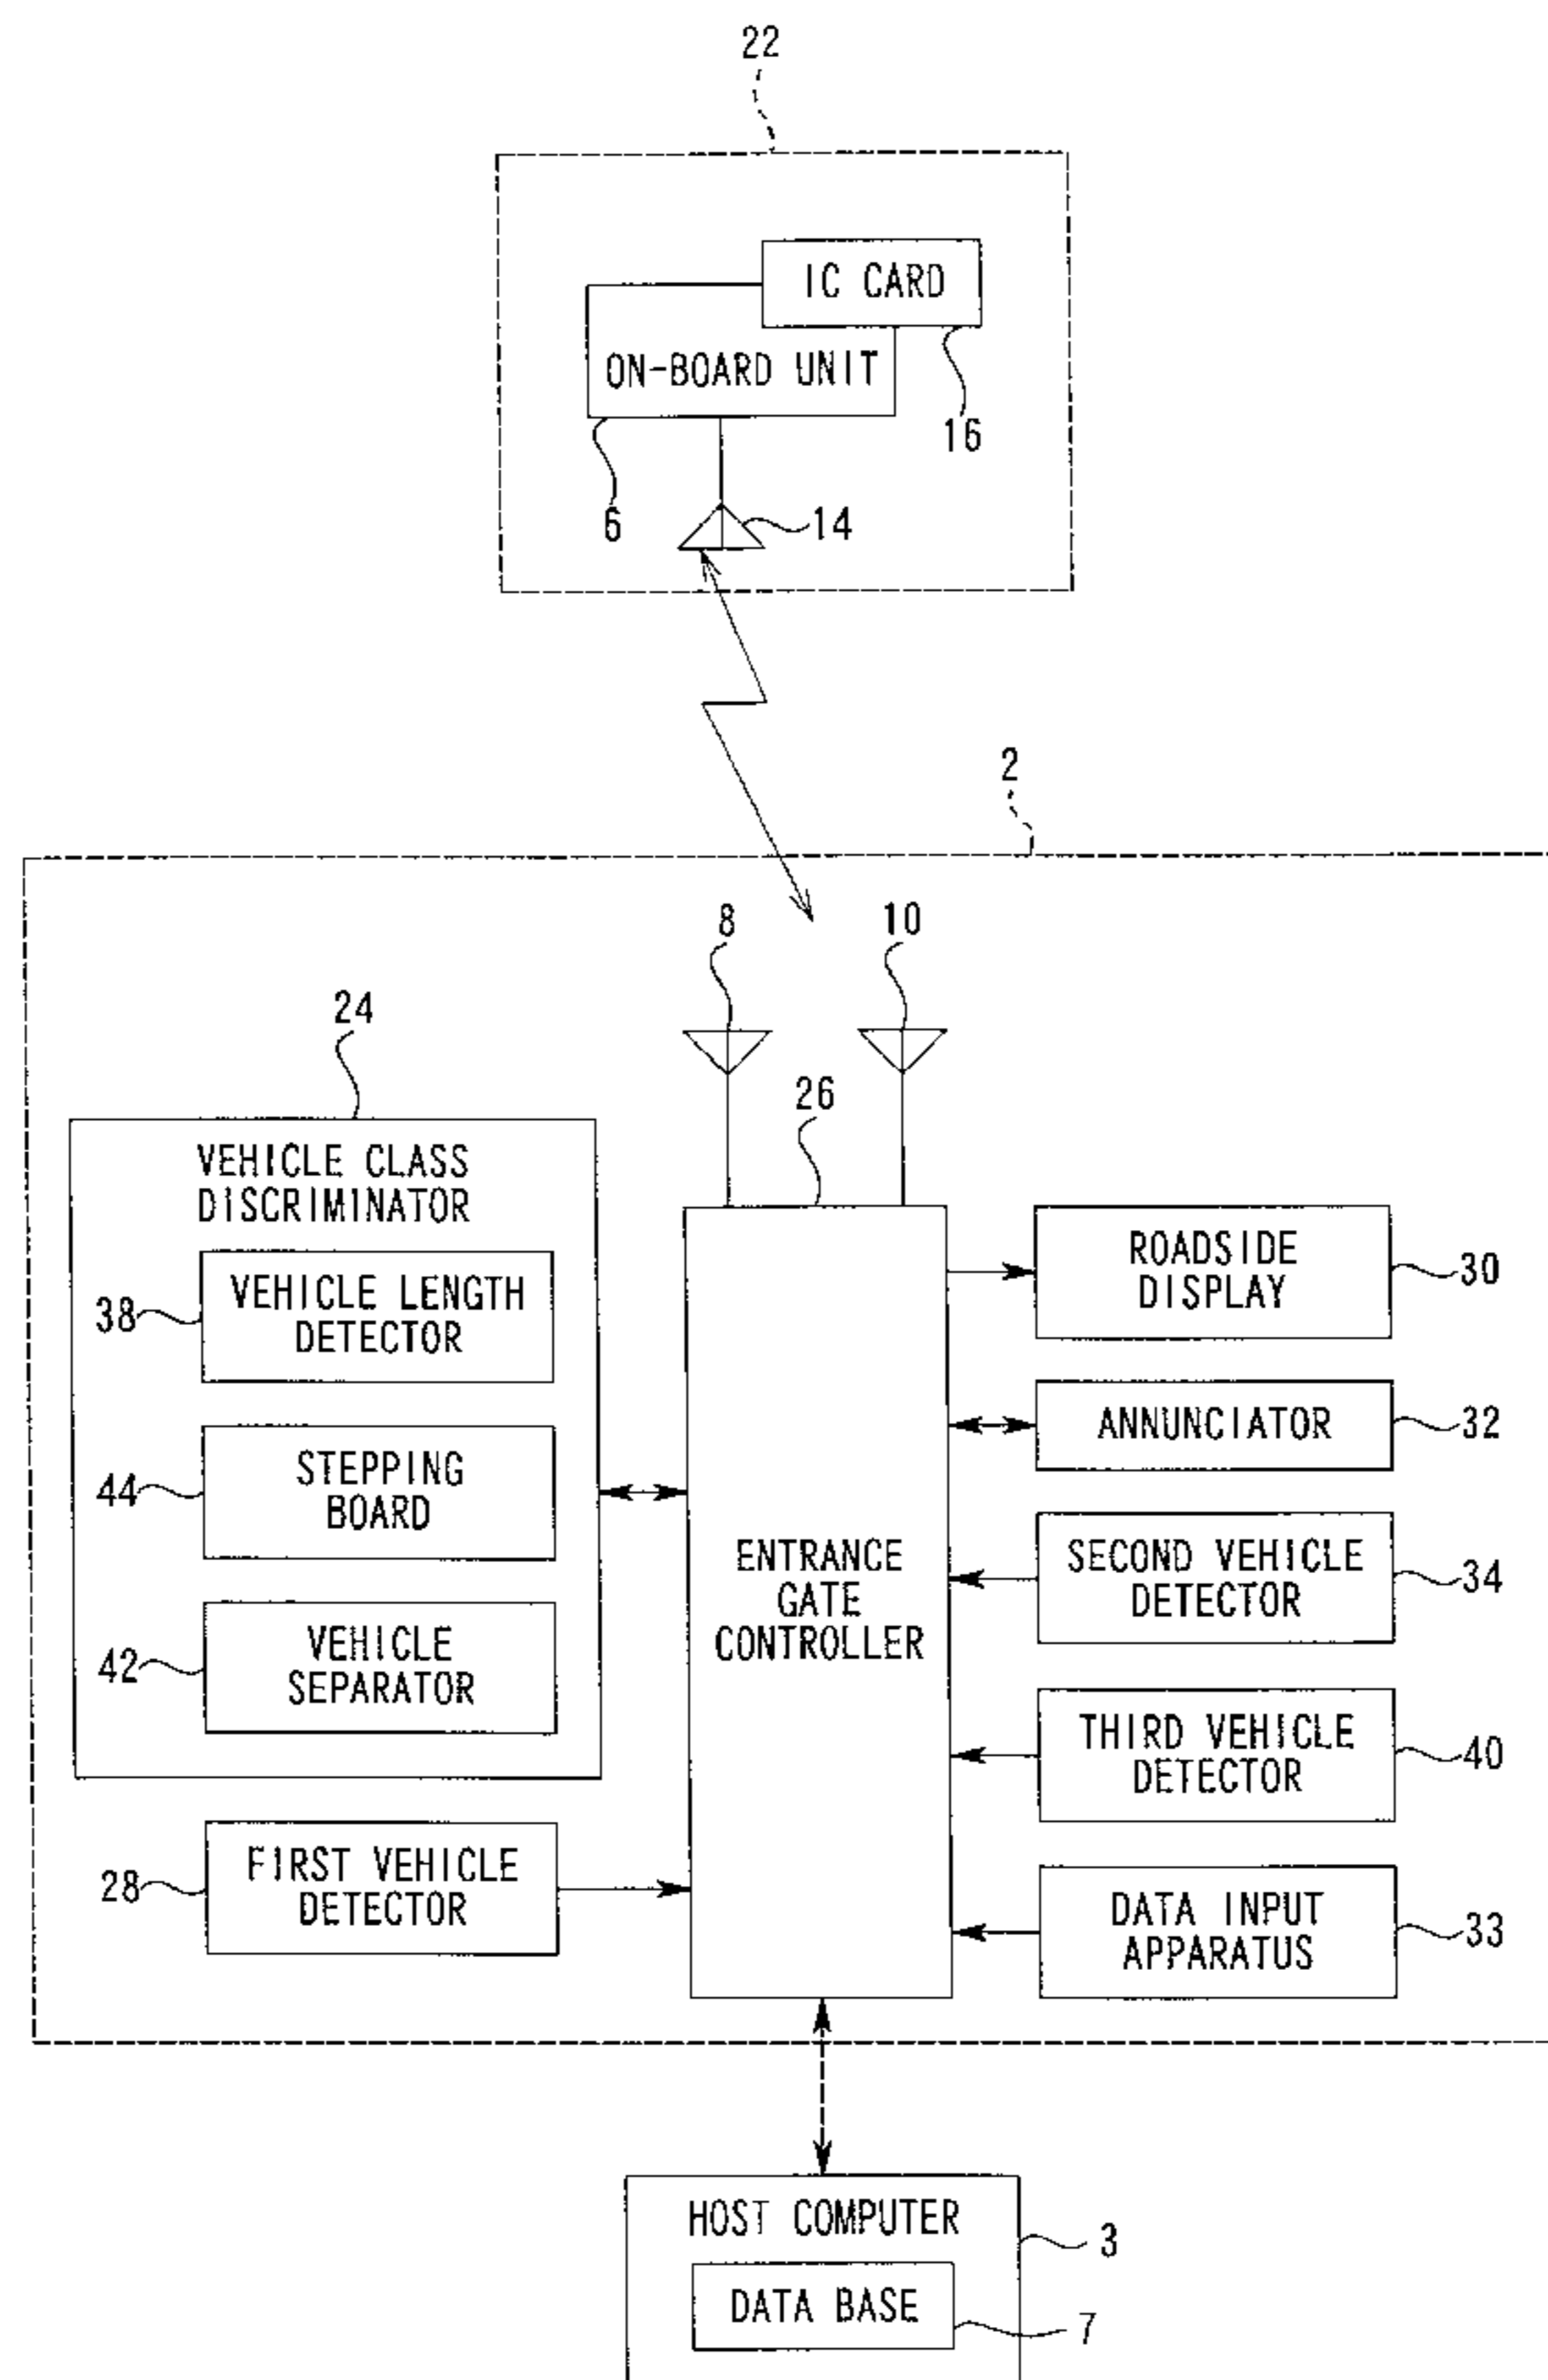 22
IC CARD
ON-BOARD UNIT
16
6
14
2
8
10
24
26
VEHICLE CLASS
DISCRIMINATOR
VEHICLE LENGTH
DETECTOR
38
STEPPING
BOARD
44
VEHICLE
SEPARATOR
42
FIRST VEHICLE
DETECTOR
28
ENTRANCE
GATE
CONTROLLER
ROADSIDE
DISPLAY
30
ANNUNCIATOR
32
SECOND VEHICLE
DETECTOR
34
THIRD VEHICLE
DETECTOR
40
DATA INPUT
APPARATUS
33
HOST COMPUTER
3
DATA BASE
7